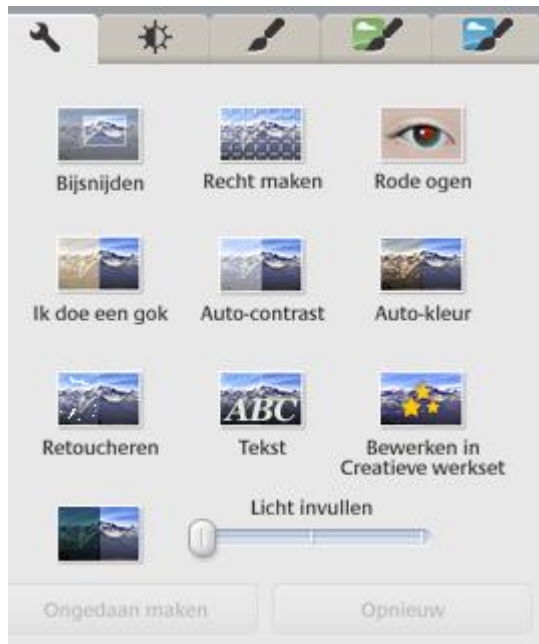 Bijsnijden
Recht maken
Rode ogen
Ik doe een gok
Auto-contrast
Auto-kleur
Retoucheren
ABC
Tekst
Bewerken in
Creatieve werkset
Licht invullen
Ongedaan maken
Opnieuw